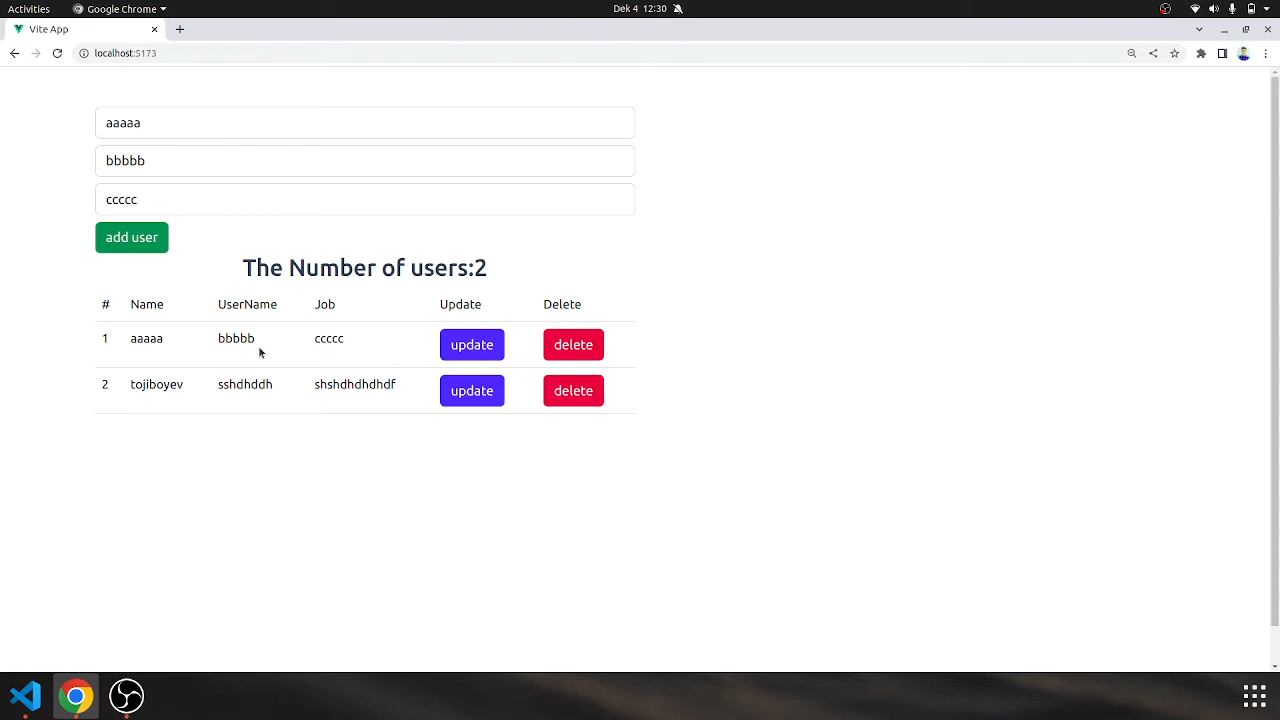 Activities Google Chrome Dek 4 12:30
Vite App
localhost:5173
aaaaa
bbbbb
ccccc
add user
The Number of users:2
# Name UserName Job Update Delete
1 aaaaa bbbbb ccccc update delete
2 tojiboyev sshdhddh shshdhdhdhdf update delete